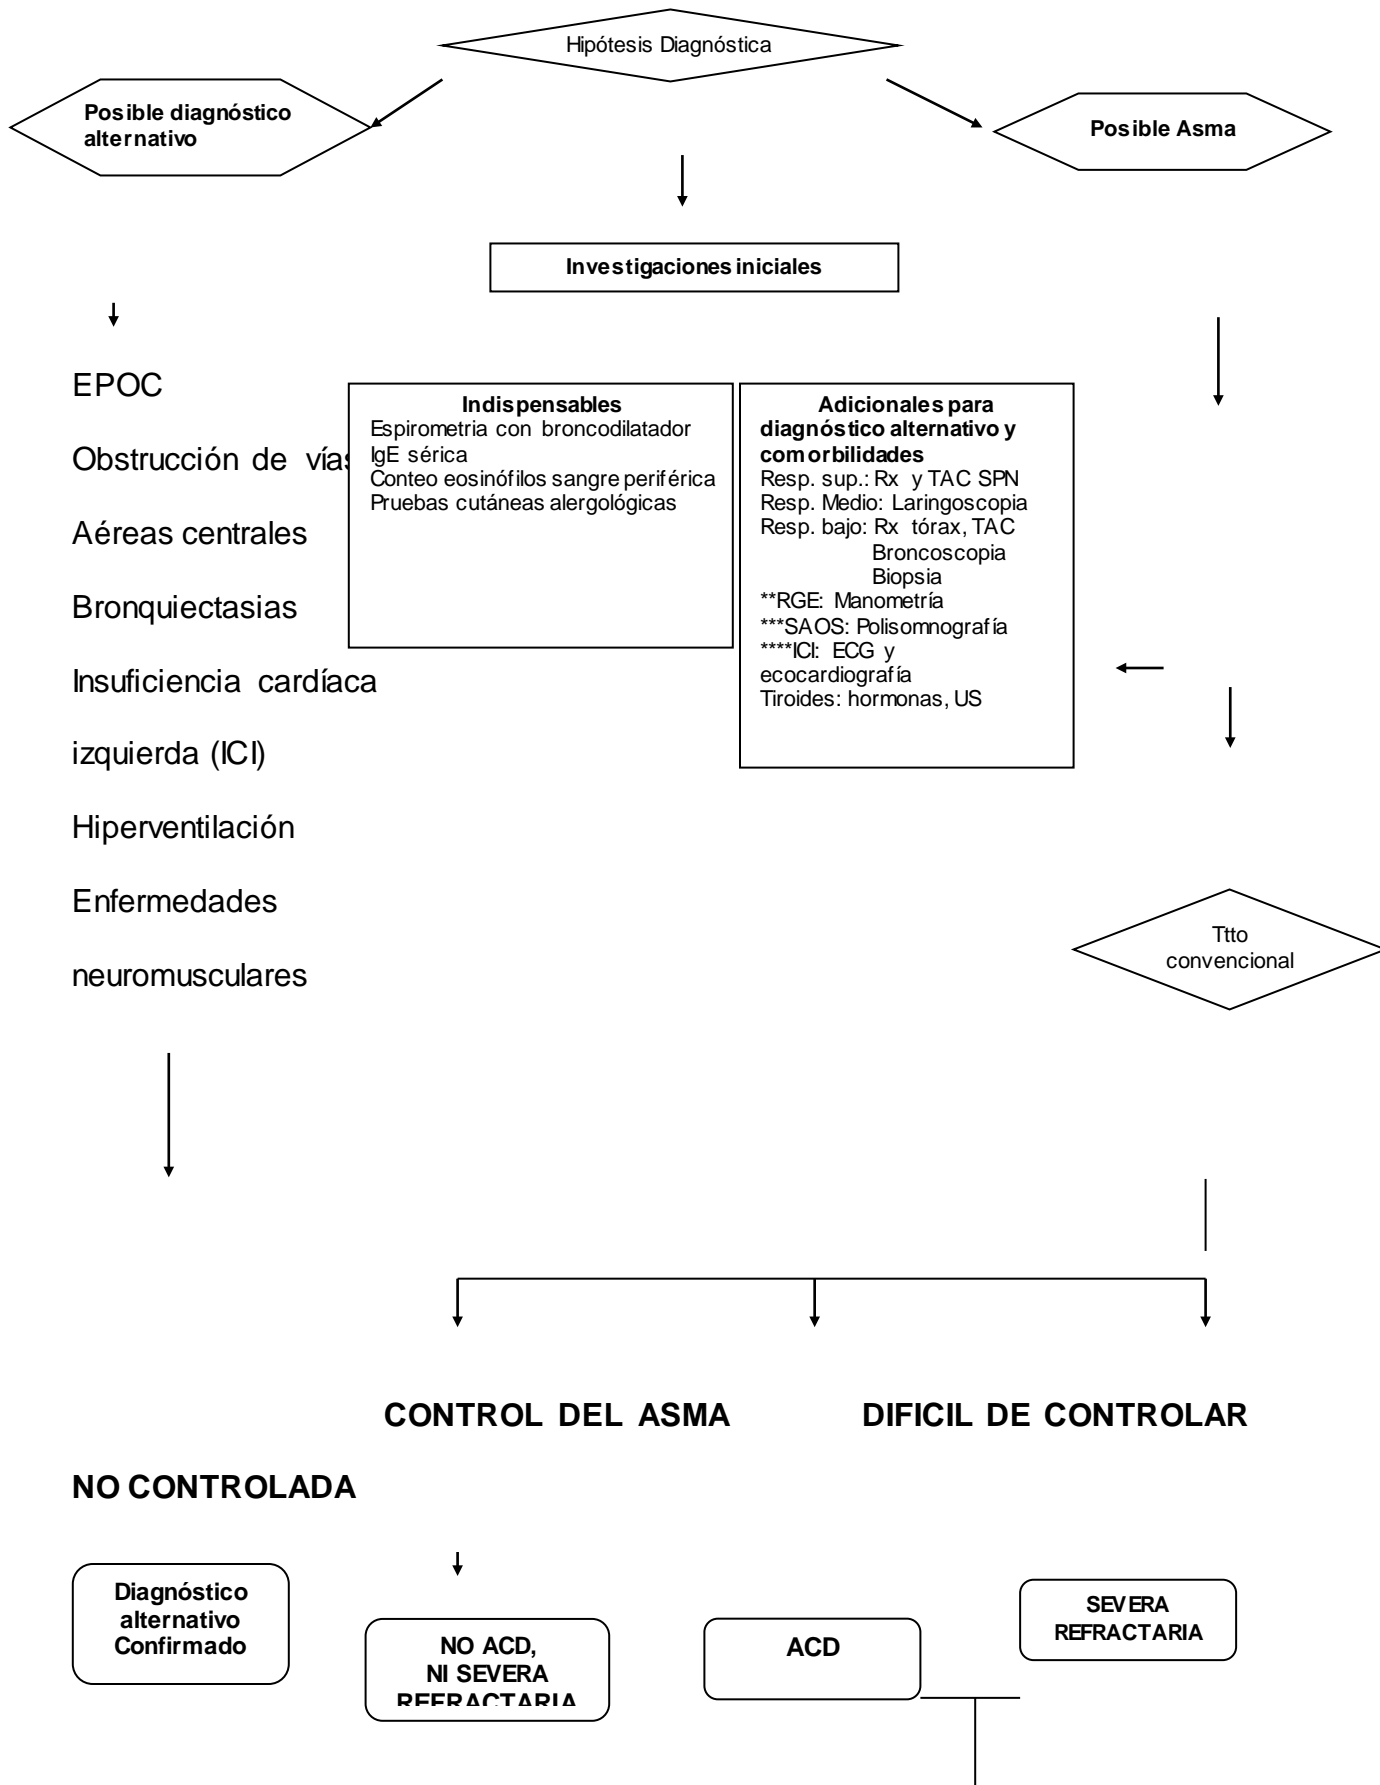 Hipótesis Diagnóstica
Posible diagnóstico
alternativo
Posible Asma
Investigaciones iniciales
EPOC
Obstrucción de vías
Aéreas centrales
Bronquiectasias
Insuficiencia cardíaca
izquierda (ICI)
Hiperventilación
Enfermedades
neuromusculares
Indispensables
Espirometria con broncodilatador
IgE sérica
Conteo eosinófilos sangre periférica
Pruebas cutáneas alergológicas
Adicionales para
diagnóstico alternativo y
comorbilidades
Resp. sup.: Rx y TAC SPN
Resp. Medio: Laringoscopia
Resp. bajo: Rx tórax, TAC
Broncoscopia
Biopsia
**RGE: Manometría
***SAOS: Polisomnografía
****ICI: ECG y
ecocardiografía
Tiroides: hormonas, US
Ttto
convencional
CONTROL DEL ASMA DIFICIL DE CONTROLAR
NO CONTROLADA
Diagnóstico
alternativo
Confirmado
NO ACD,
NI SEVERA
REFRACTARIA
ACD
SEVERA
REFRACTARIA